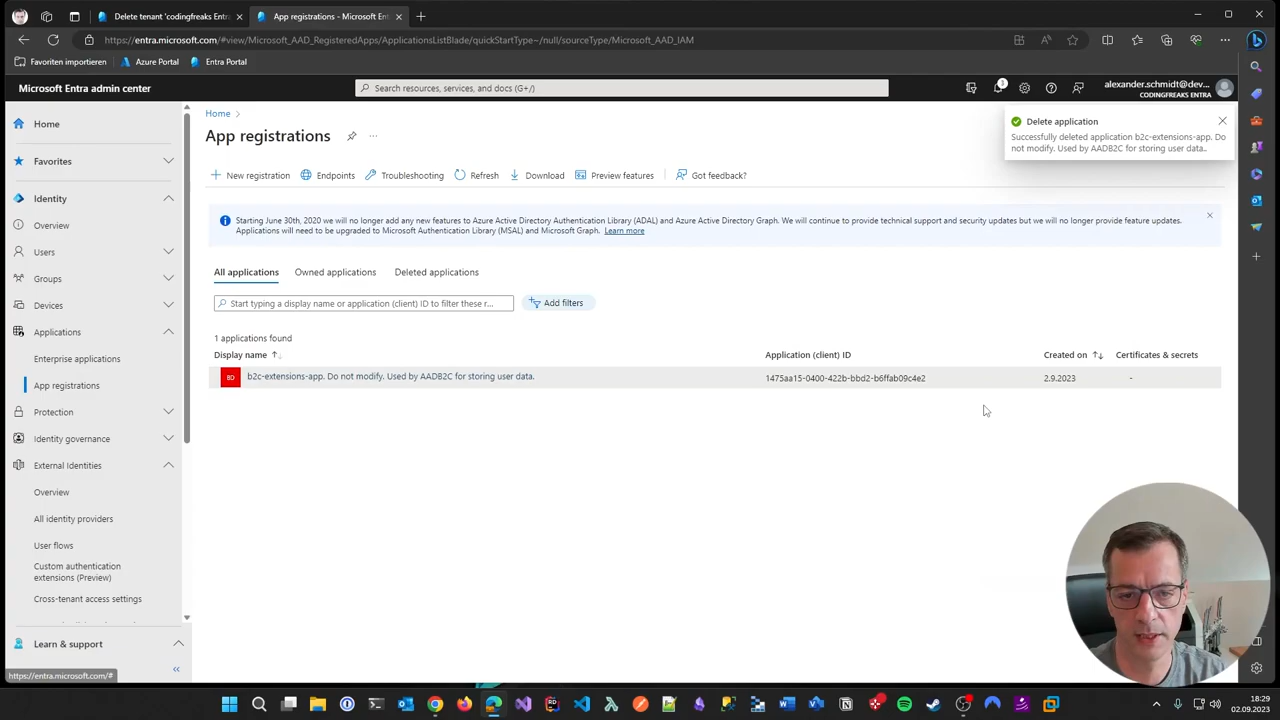 Delete tenant 'codingfreaks Entra
App registrations - Microsoft Ent
https://entra.microsoft.com/#view/Microsoft_AAD_RegisteredApps/ApplicationsListBlade/quickStartType~/null/sourceType/Microsoft_AAD_IAM
Favoriten importieren
Azure Portal
Entra Portal
Microsoft Entra admin center
Search resources, services, and docs (G+/)
1
alexander.schmidt@dev...
CODINGFREAKS ENTRA
Home
Favorites
Identity
Overview
Users
Groups
Devices
Applications
Enterprise applications
App registrations
Protection
Identity governance
External Identities
Overview
All identity providers
User flows
Custom authentication
extensions (Preview)
Cross-tenant access settings
Learn & support
https://entra.microsoft.com/#
Home >
App registrations
Delete application
Successfully deleted application b2c-extensions-app. Do
not modify. Used by AADB2C for storing user data..
New registration
Endpoints
Troubleshooting
Refresh
Download
Preview features
Got feedback?
Starting June 30th, 2020 we will no longer add any new features to Azure Active Directory Authentication Library (ADAL) and Azure Active Directory Graph. We will continue to provide technical support and security updates but we will no longer provide feature updates.
Applications will need to be upgraded to Microsoft Authentication Library (MSAL) and Microsoft Graph. Learn more
All applications
Owned applications
Deleted applications
Start typing a display name or application (client) ID to filter these r...
Add filters
1 applications found
Display name
Application (client) ID
Created on
Certificates & secrets
BD
b2c-extensions-app. Do not modify. Used by AADB2C for storing user data.
1475aa15-0400-422b-bbd2-b6ffab09c4e2
2.9.2023
-
18:29
02.09.2023